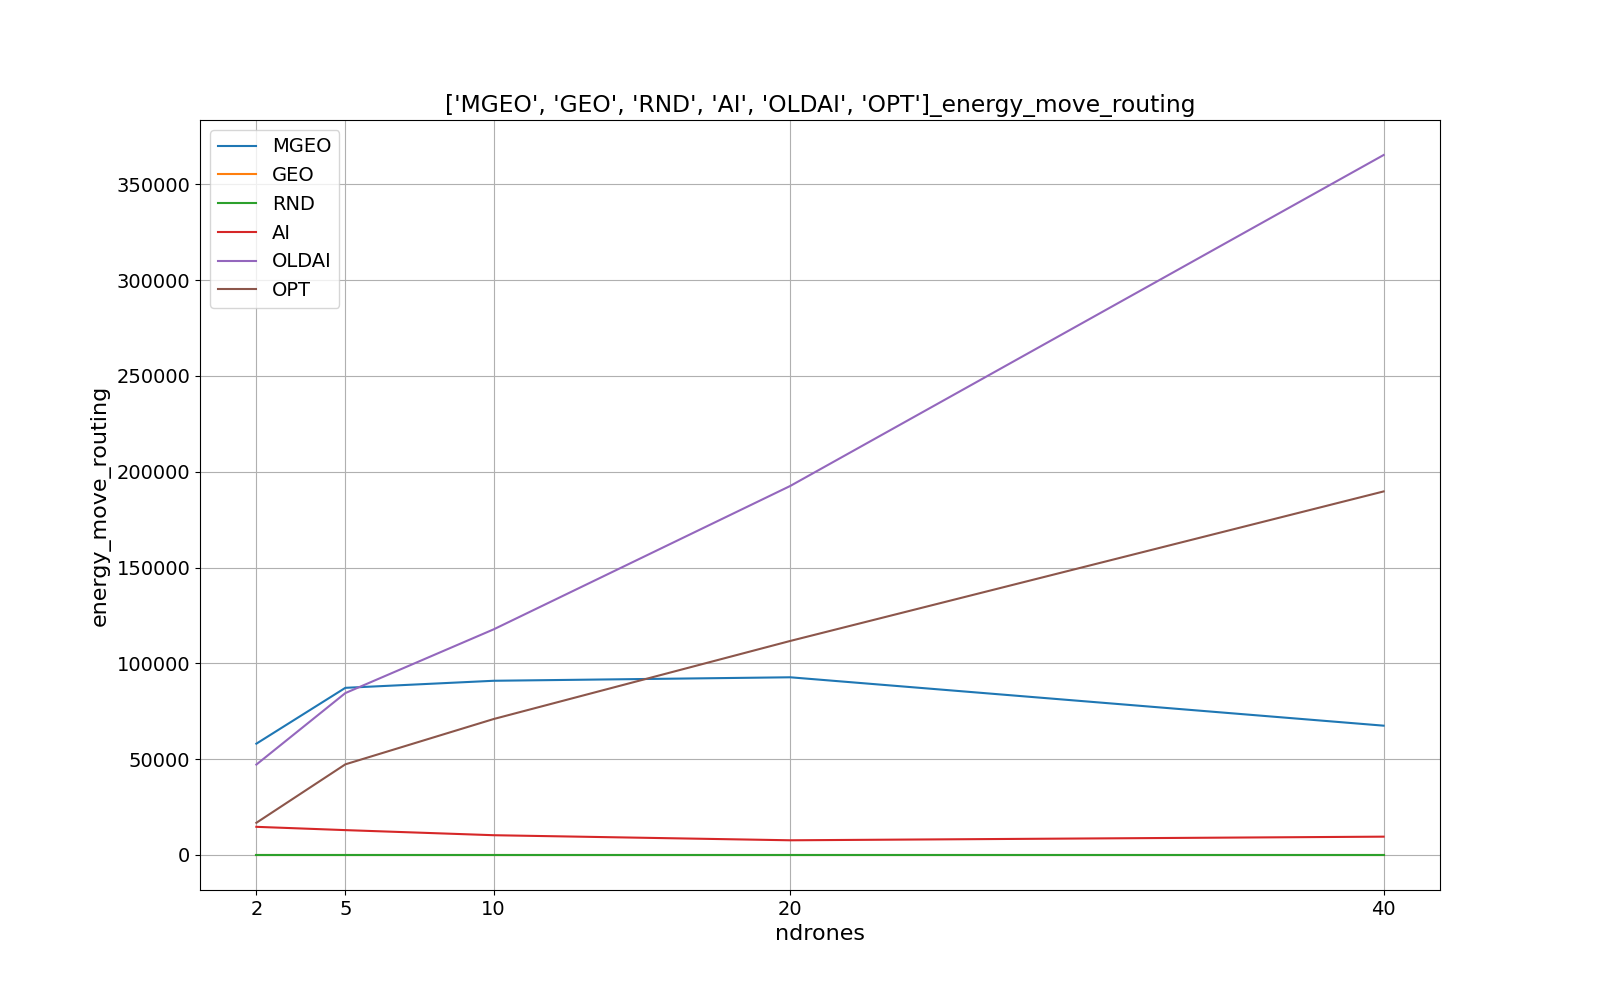 ['MGEO', 'GEO', 'RND', 'AI', 'OLDAI', 'OPT']_energy_move_routing
MGEO
GEO
RND
AI
OLDAI
OPT
energy_move_routing
350000
300000
250000
200000
150000
100000
50000
0
2 5 10 20 40
ndrones